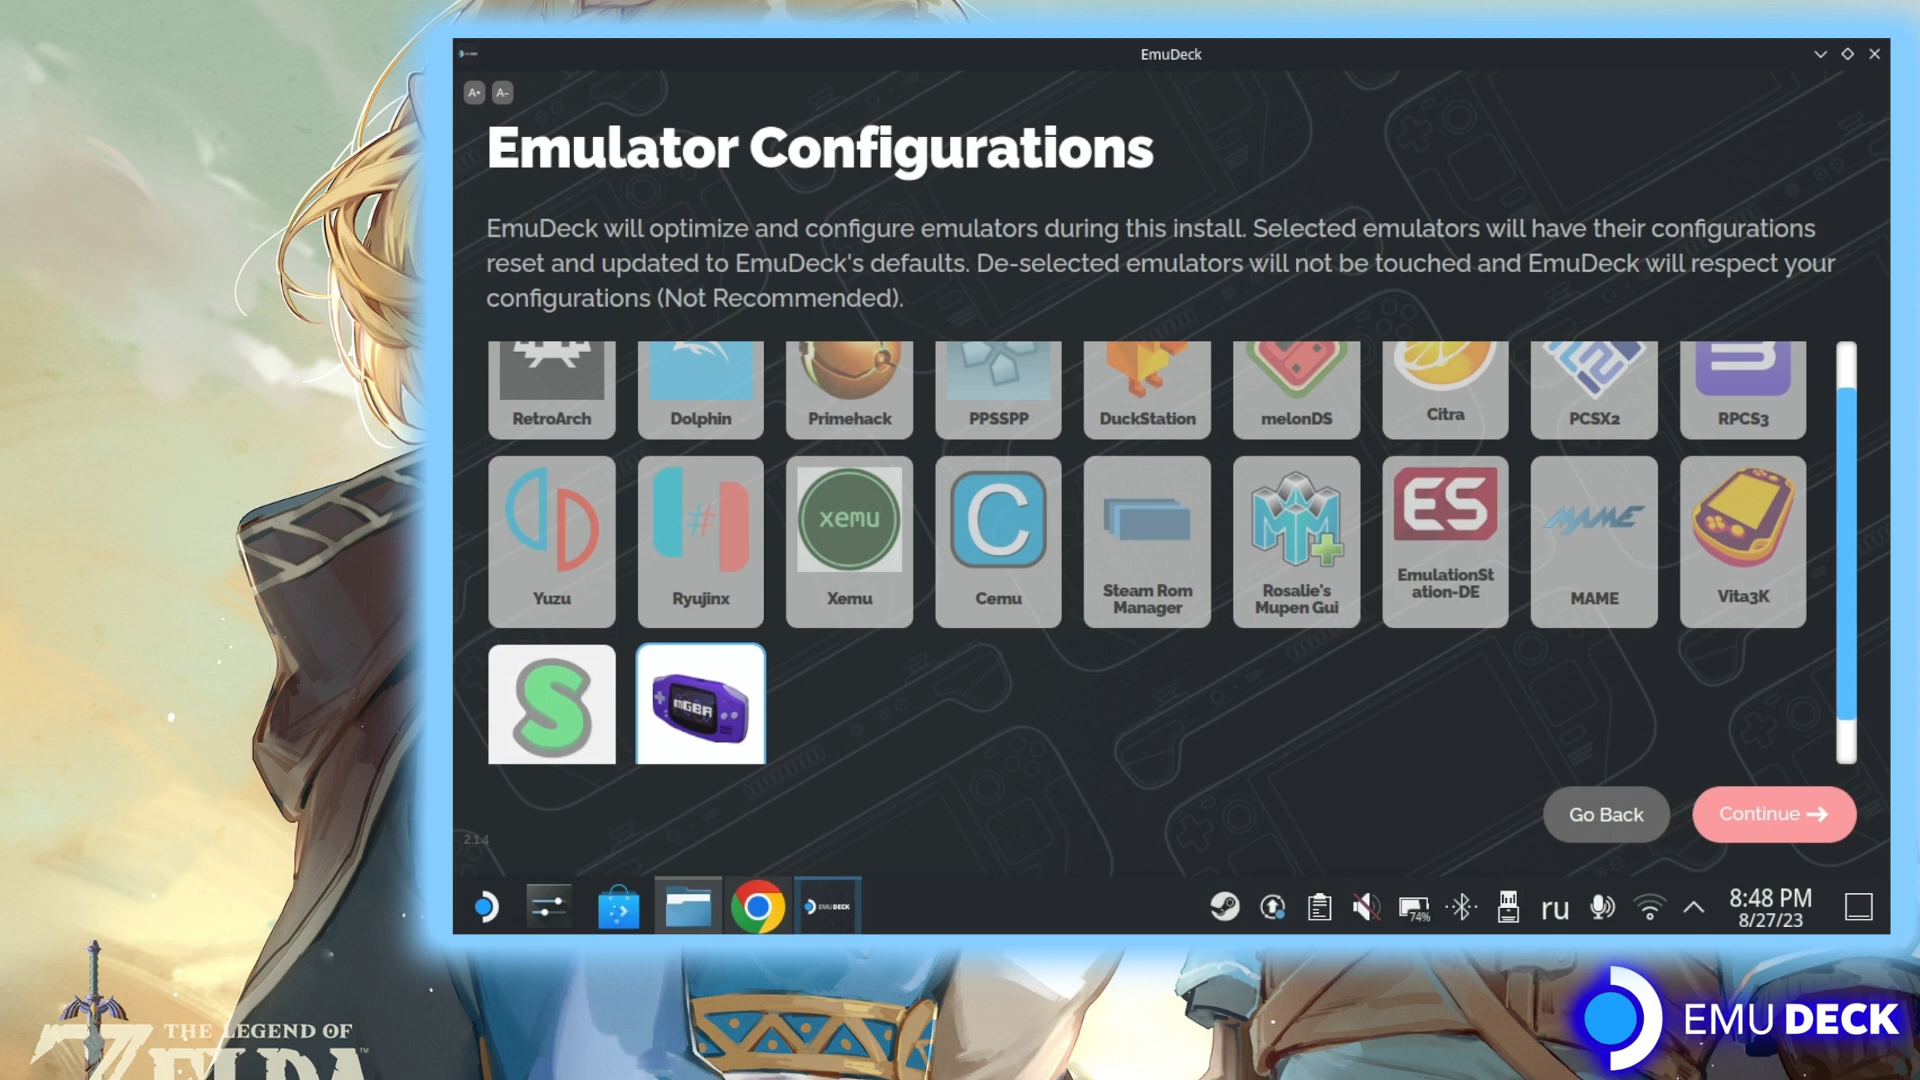 EmuDeck
A+ A-
Emulator Configurations
EmuDeck will optimize and configure emulators during this install. Selected emulators will have their configurations
reset and updated to EmuDeck's defaults. De-selected emulators will not be touched and EmuDeck will respect your
configurations (Not Recommended).
RetroArch Dolphin Primehack PPSSPP DuckStation melonDS Citra PCSX2 RPCS3
# xemu C ES MAME
Yuzu Ryujinx Xemu Cemu Steam Rom Manager Rosalie's Mupen Gui EmulationSt ation-DE MAME Vita3K
S mGBA
Go Back Continue →
2.1.4
EMU DECK 74% ru 8:48 PM
8/27/23
THE LEGEND OF
ZELDA™
EMU DECK